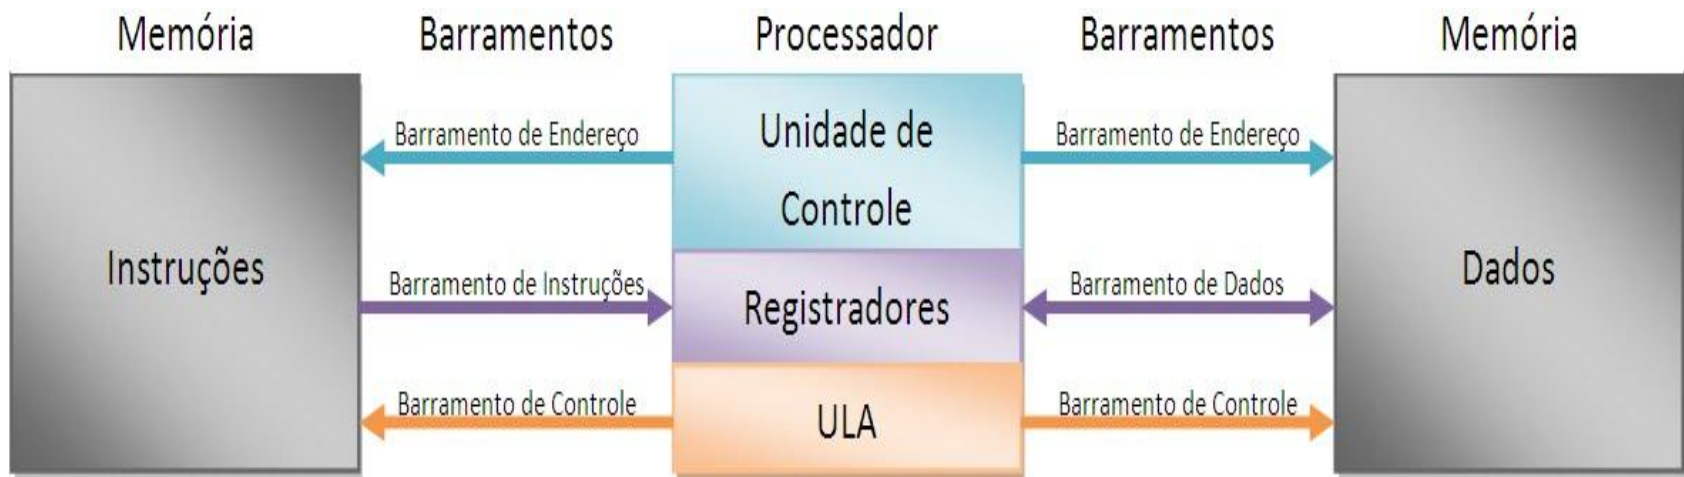 Memória
Barramentos
Processador
Barramentos
Memória
Barramento de Endereço
Unidade de
Controle
Barramento de Endereço
Instruções
Barramento de Instruções
Registradores
Barramento de Dados
Dados
Barramento de Controle
ULA
Barramento de Controle